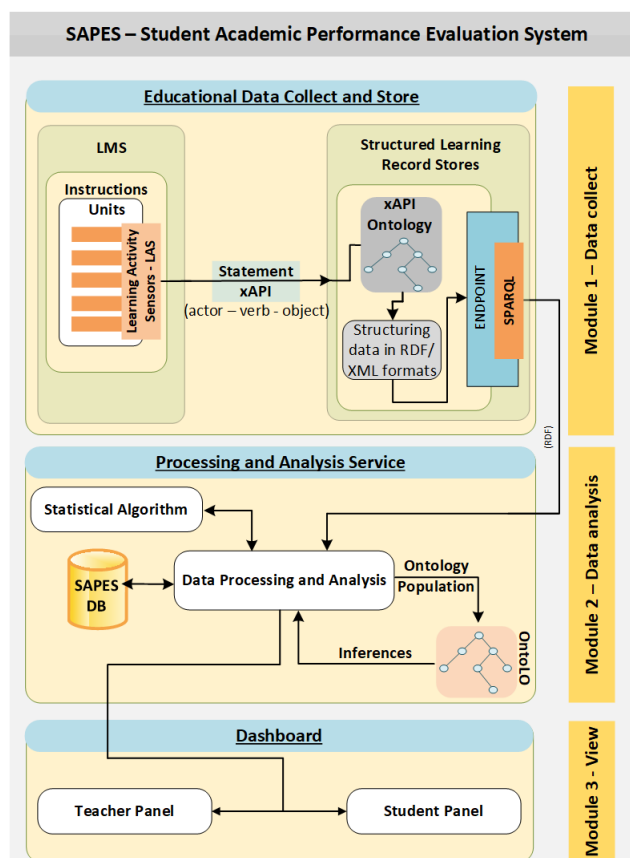 SAPES – Student Academic Performance Evaluation System
Educational Data Collect and Store
LMS
Instructions
Units
Learning Activity
Sensors - LAS
Statement
xAPI
(actor – verb - object)
Structured Learning
Record Stores
xAPI
Ontology
Structuring
data in RDF/
XML formats
ENDPOINT
SPARQL
Module 1 – Data collect
(RDF)
Processing and Analysis Service
Statistical Algorithm
SAPES
DB
Data Processing and Analysis
Ontology
Population
Inferences
OntoLO
Module 2 – Data analysis
Dashboard
Teacher Panel
Student Panel
Module 3 - View